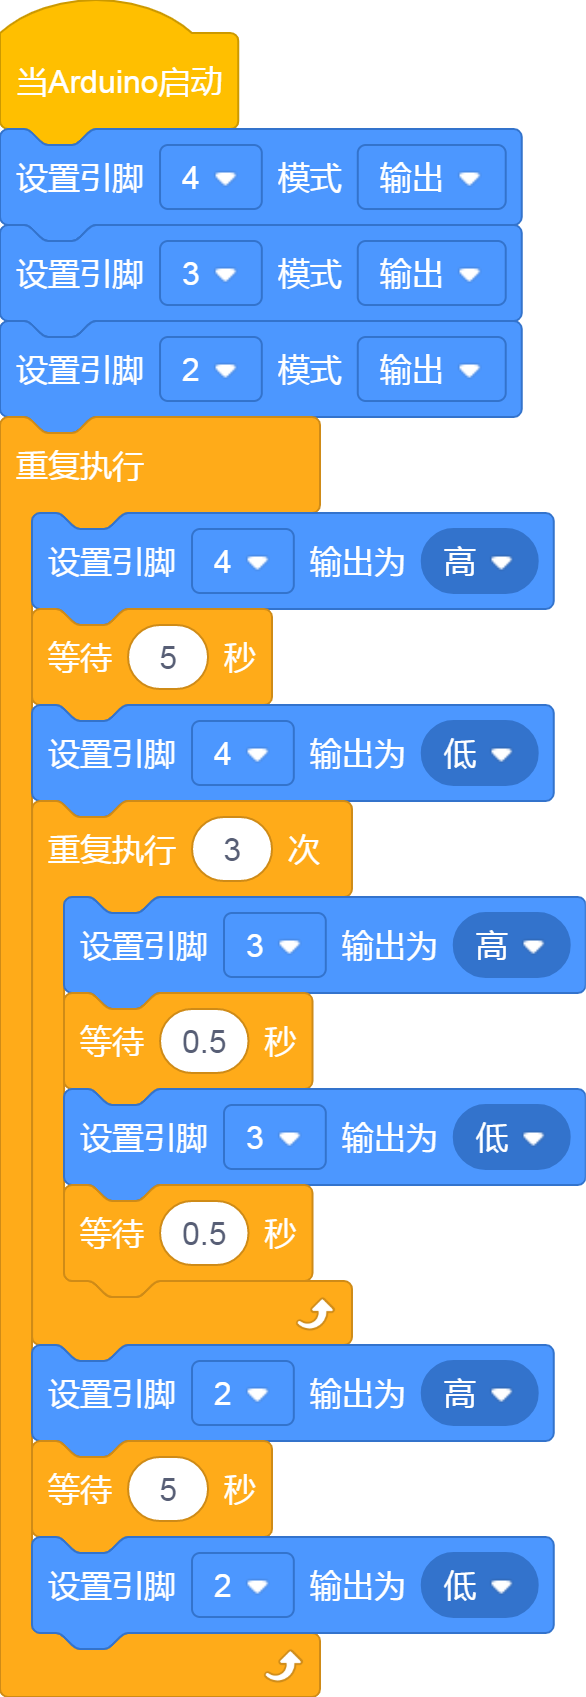 当Arduino启动
设置引脚 4 模式 输出
设置引脚 3 模式 输出
设置引脚 2 模式 输出
重复执行
设置引脚 4 输出为 高
等待 5 秒
设置引脚 4 输出为 低
重复执行 3 次
设置引脚 3 输出为 高
等待 0.5 秒
设置引脚 3 输出为 低
等待 0.5 秒
设置引脚 2 输出为 高
等待 5 秒
设置引脚 2 输出为 低